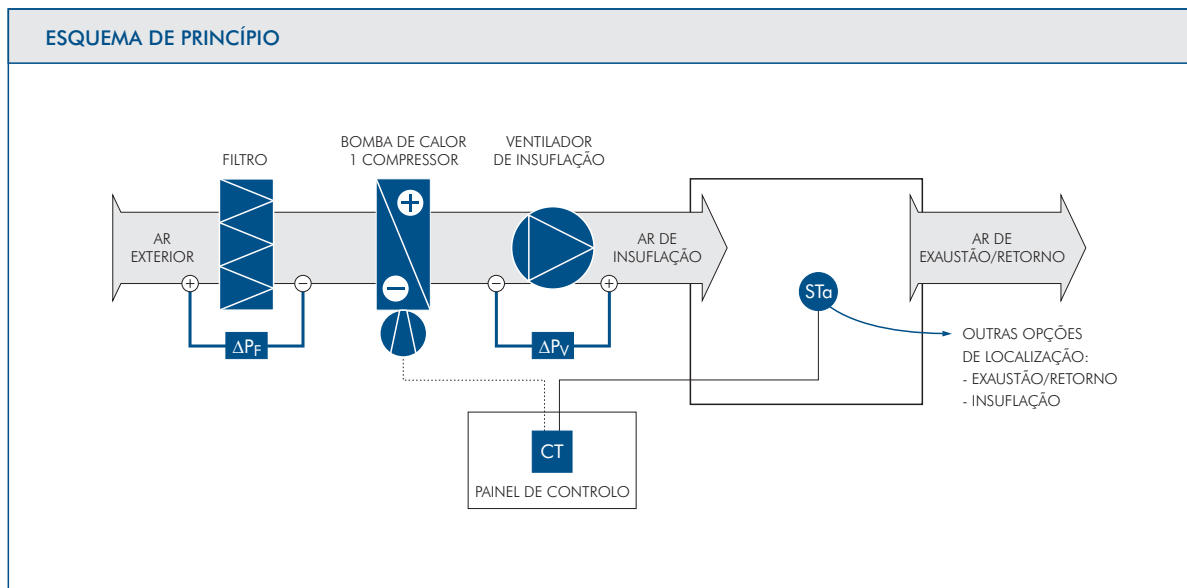 ESQUEMA DE PRINCÍPIO
FILTRO
BOMBA DE CALOR
1 COMPRESSOR
VENTILADOR
DE INSUFLAÇÃO
AR
EXTERIOR
AR DE
INSUFLAÇÃO
AR DE
EXAUSTÃO/RETORNO
+
−
+
−
−
+
ΔPF
ΔPV
STa
OUTRAS OPÇÕES
DE LOCALIZAÇÃO:
- EXAUSTÃO/RETORNO
- INSUFLAÇÃO
CT
PAINEL DE CONTROLO